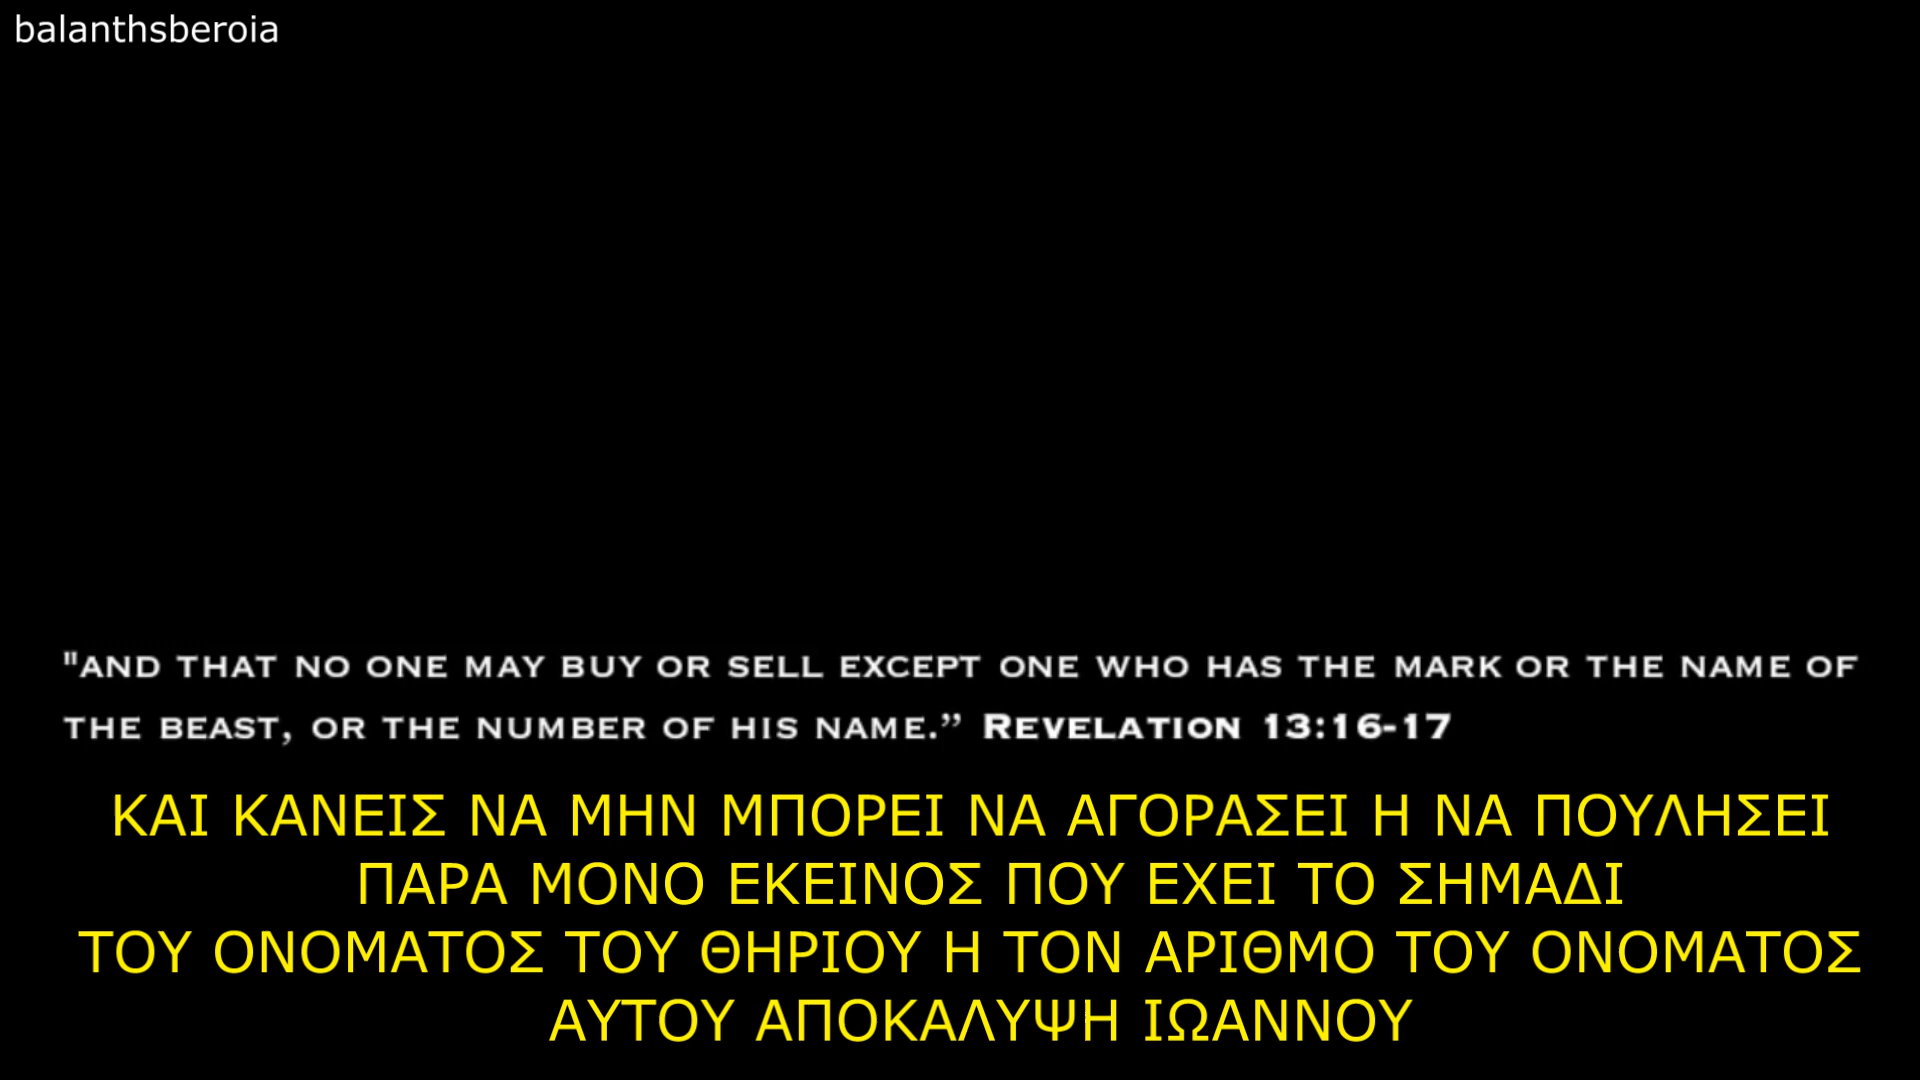 balanthsberoia
"AND THAT NO ONE MAY BUY OR SELL EXCEPT ONE WHO HAS THE MARK OR THE NAME OF
THE BEAST, OR THE NUMBER OF HIS NAME.” REVELATION 13:16-17
ΚΑΙ ΚΑΝΕΙΣ ΝΑ ΜΗΝ ΜΠΟΡΕΙ ΝΑ ΑΓΟΡΑΣΕΙ Η ΝΑ ΠΟΥΛΗΣΕΙ
ΠΑΡΑ ΜΟΝΟ ΕΚΕΙΝΟΣ ΠΟΥ ΕΧΕΙ ΤΟ ΣΗΜΑΔΙ
ΤΟΥ ΟΝΟΜΑΤΟΣ ΤΟΥ ΘΗΡΙΟΥ Η ΤΟΝ ΑΡΙΘΜΟ ΤΟΥ ΟΝΟΜΑΤΟΣ
ΑΥΤΟΥ ΑΠΟΚΑΛΥΨΗ ΙΩΑΝΝΟΥ